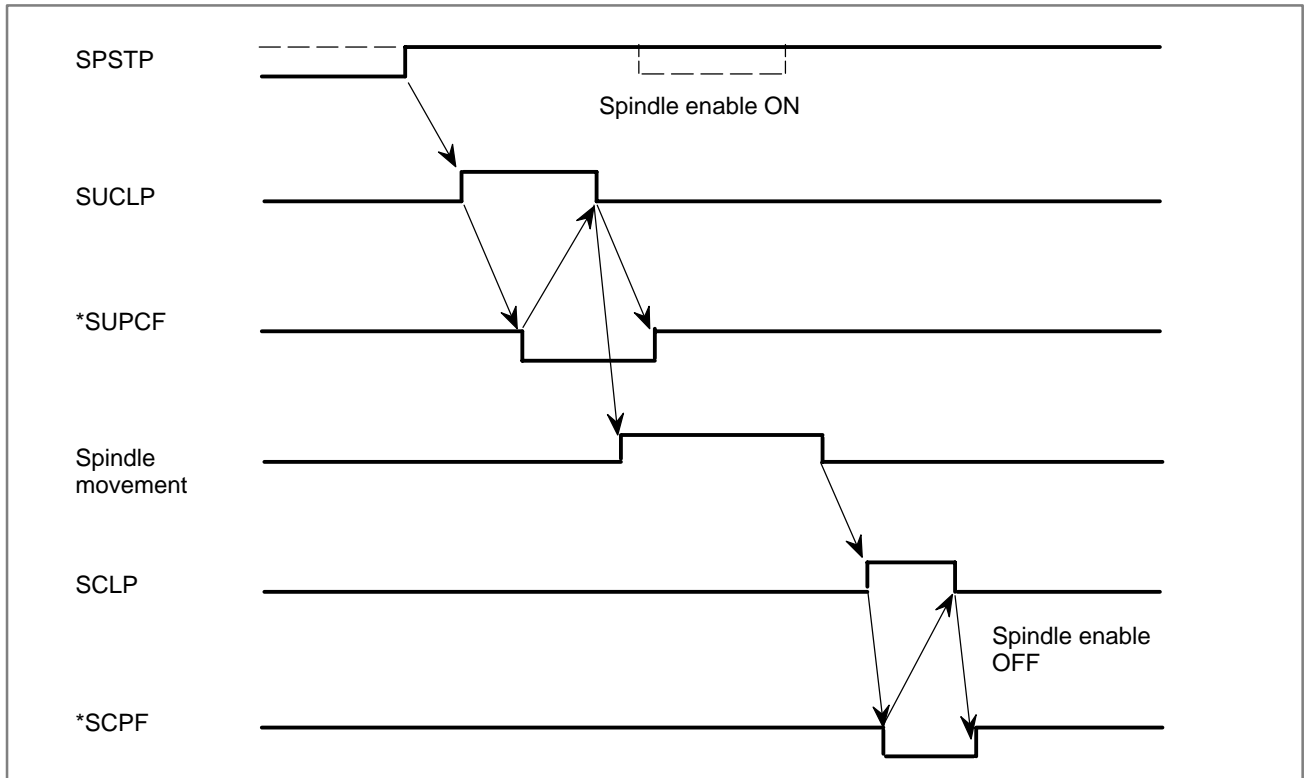 SPSTP
Spindle enable ON
SUCLP
*SUPCF
Spindle
movement
SCLP
Spindle enable
OFF
*SCPF